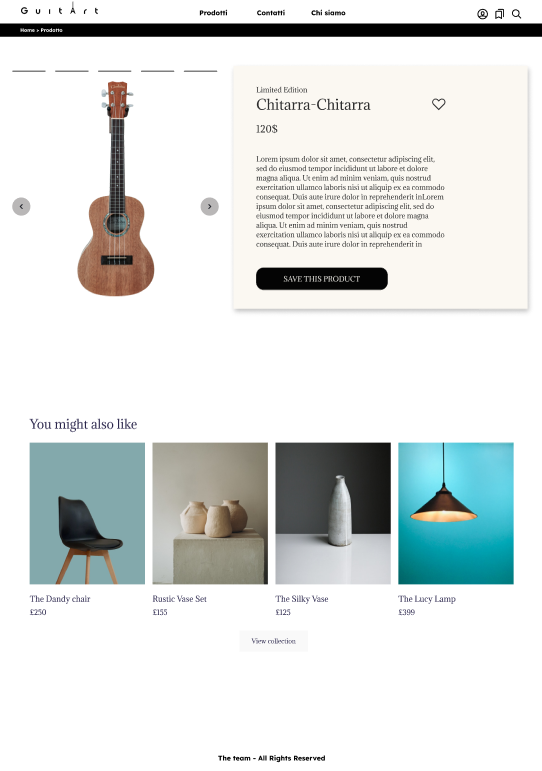 GuitArt
Prodotti Contatti Chi siamo
Home > Prodotto
Limited Edition
Chitarra-Chitarra
120$
Lorem ipsum dolor sit amet, consectetur adipiscing elit,
sed do eiusmod tempor incididunt ut labore et dolore
magna aliqua. Ut enim ad minim veniam, quis nostrud
exercitation ullamco laboris nisi ut aliquip ex ea commodo
consequat. Duis aute irure dolor in reprehenderit inLorem
ipsum dolor sit amet, consectetur adipiscing elit, sed do
eiusmod tempor incididunt ut labore et dolore magna
aliqua. Ut enim ad minim veniam, quis nostrud
exercitation ullamco laboris nisi ut aliquip ex ea commodo
consequat. Duis aute irure dolor in reprehenderit in
SAVE THIS PRODUCT
You might also like
The Dandy chair Rustic Vase Set The Silky Vase The Lucy Lamp
£250 £155 £125 £399
View collection
The team - All Rights Reserved